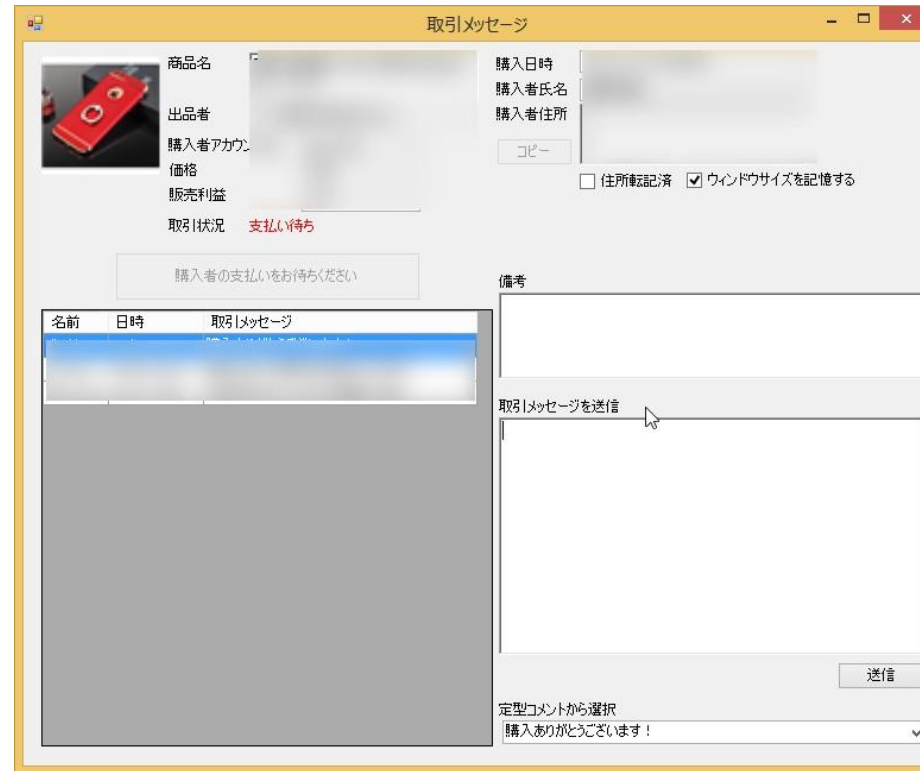 取引メッセージ
商品名
出品者
購入者アカウン
価格
販売利益
取引状況 支払い待ち
購入者の支払いをお待ちください
購入日時
購入者氏名
購入者住所
コピー
住所転記済 ウィンドウサイズを記憶する
名前 日時 取引メッセージ
備考
取引メッセージを送信
送信
定型コメントから選択
購入ありがとうございます！